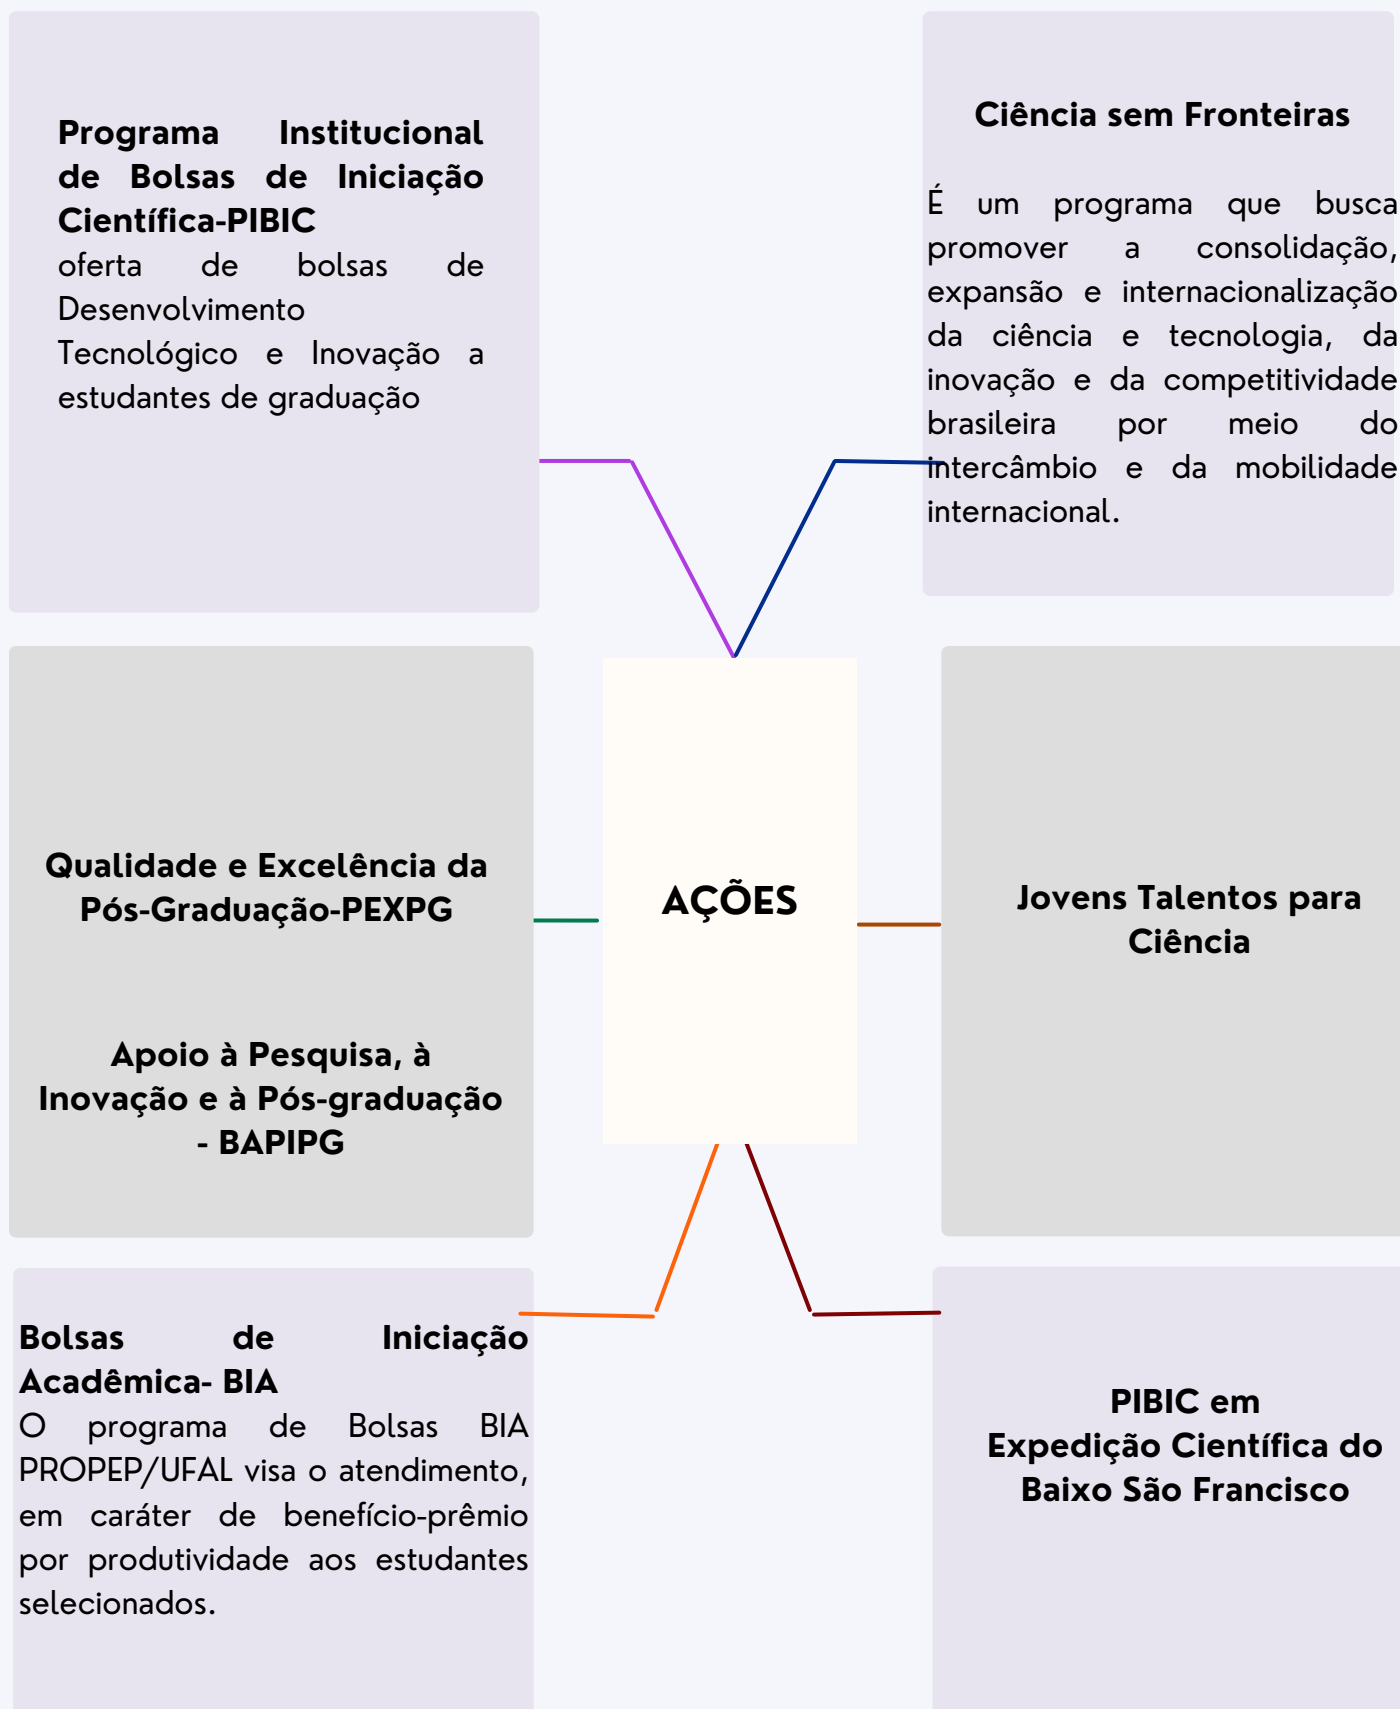 Programa Institucional
de Bolsas de Iniciação
Científica-PIBIC
oferta de bolsas de
Desenvolvimento
Tecnológico e Inovação a
estudantes de graduação
Ciência sem Fronteiras
É um programa que busca
promover a consolidação,
expansão e internacionalização
da ciência e tecnologia, da
inovação e da competitividade
brasileira por meio do
intercâmbio e da mobilidade
internacional.
Qualidade e Excelência da
Pós-Graduação-PEXPG
Apoio à Pesquisa, à
Inovação e à Pós-graduação
- BAPIPG
AÇÕES
Jovens Talentos para
Ciência
Bolsas de Iniciação
Acadêmica- BIA
O programa de Bolsas BIA
PROPEP/UFAL visa o atendimento,
em caráter de benefício-prêmio
por produtividade aos estudantes
selecionados.
PIBIC em
Expedição Científica do
Baixo São Francisco